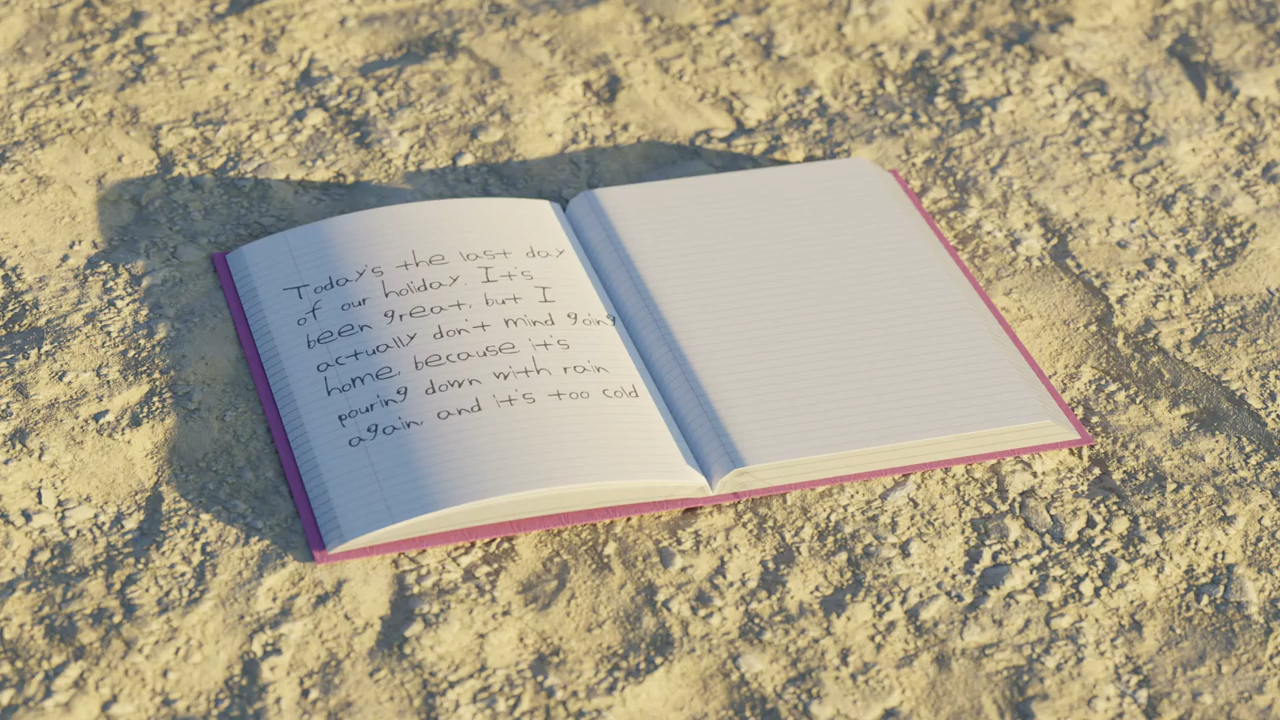 Today's the last day
of our holiday. It's
been great, but I
actually don't mind going
home, because it's
pouring down with rain
again, and it's too cold